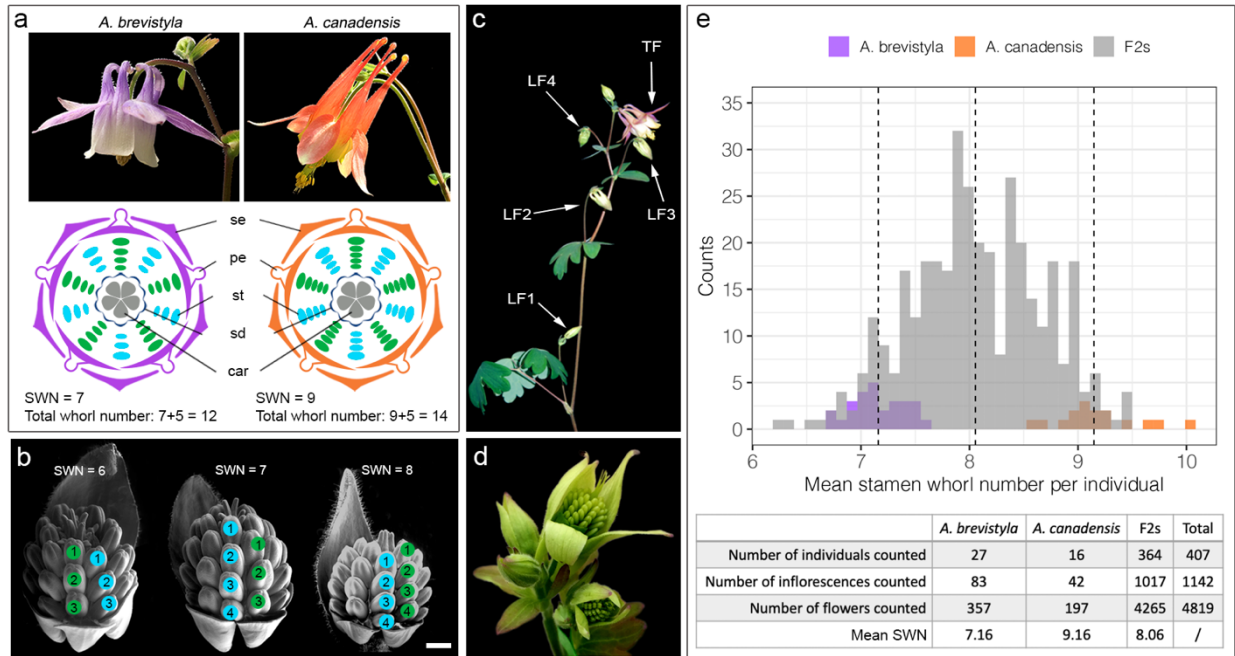 a
A. brevistyla
A. canadensis
se
pe
st
sd
car
SWN = 7
Total whorl number: 7+5 = 12
SWN = 9
Total whorl number: 9+5 = 14
b
SWN = 6
SWN = 7
SWN = 8
1
2
3
1
2
3
1
2
3
4
1
2
3
1
2
3
4
1
2
3
4
c
TF
LF4
LF2
LF3
LF1
d
e
A. brevistyla A. canadensis F2s
Counts
35
30
25
20
15
10
5
0
6 7 8 9 10
Mean stamen whorl number per individual
A. brevistyla A. canadensis F2s Total
Number of individuals counted 27 16 364 407
Number of inflorescences counted 83 42 1017 1142
Number of flowers counted 357 197 4265 4819
Mean SWN 7.16 9.16 8.06 /